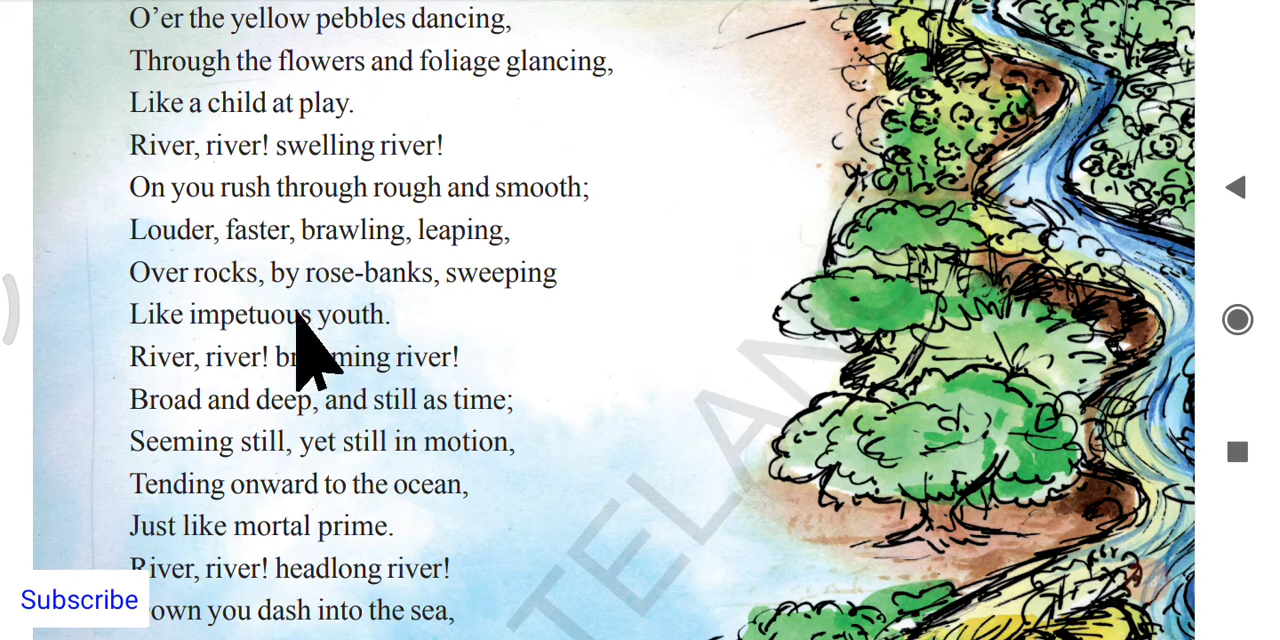 O’er the yellow pebbles dancing,
Through the flowers and foliage glancing,
Like a child at play.
River, river! swelling river!
On you rush through rough and smooth;
Louder, faster, brawling, leaping,
Over rocks, by rose-banks, sweeping
Like impetuous youth.
River, river! brimming river!
Broad and deep, and still as time;
Seeming still, yet still in motion,
Tending onward to the ocean,
Just like mortal prime.
River, river! headlong river!
Down you dash into the sea,
Subscribe
TELAN